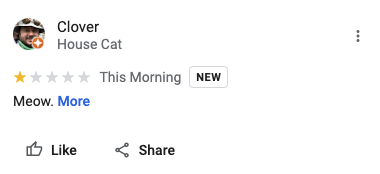 Clover
House Cat
This Morning NEW
Meow. More
Like Share